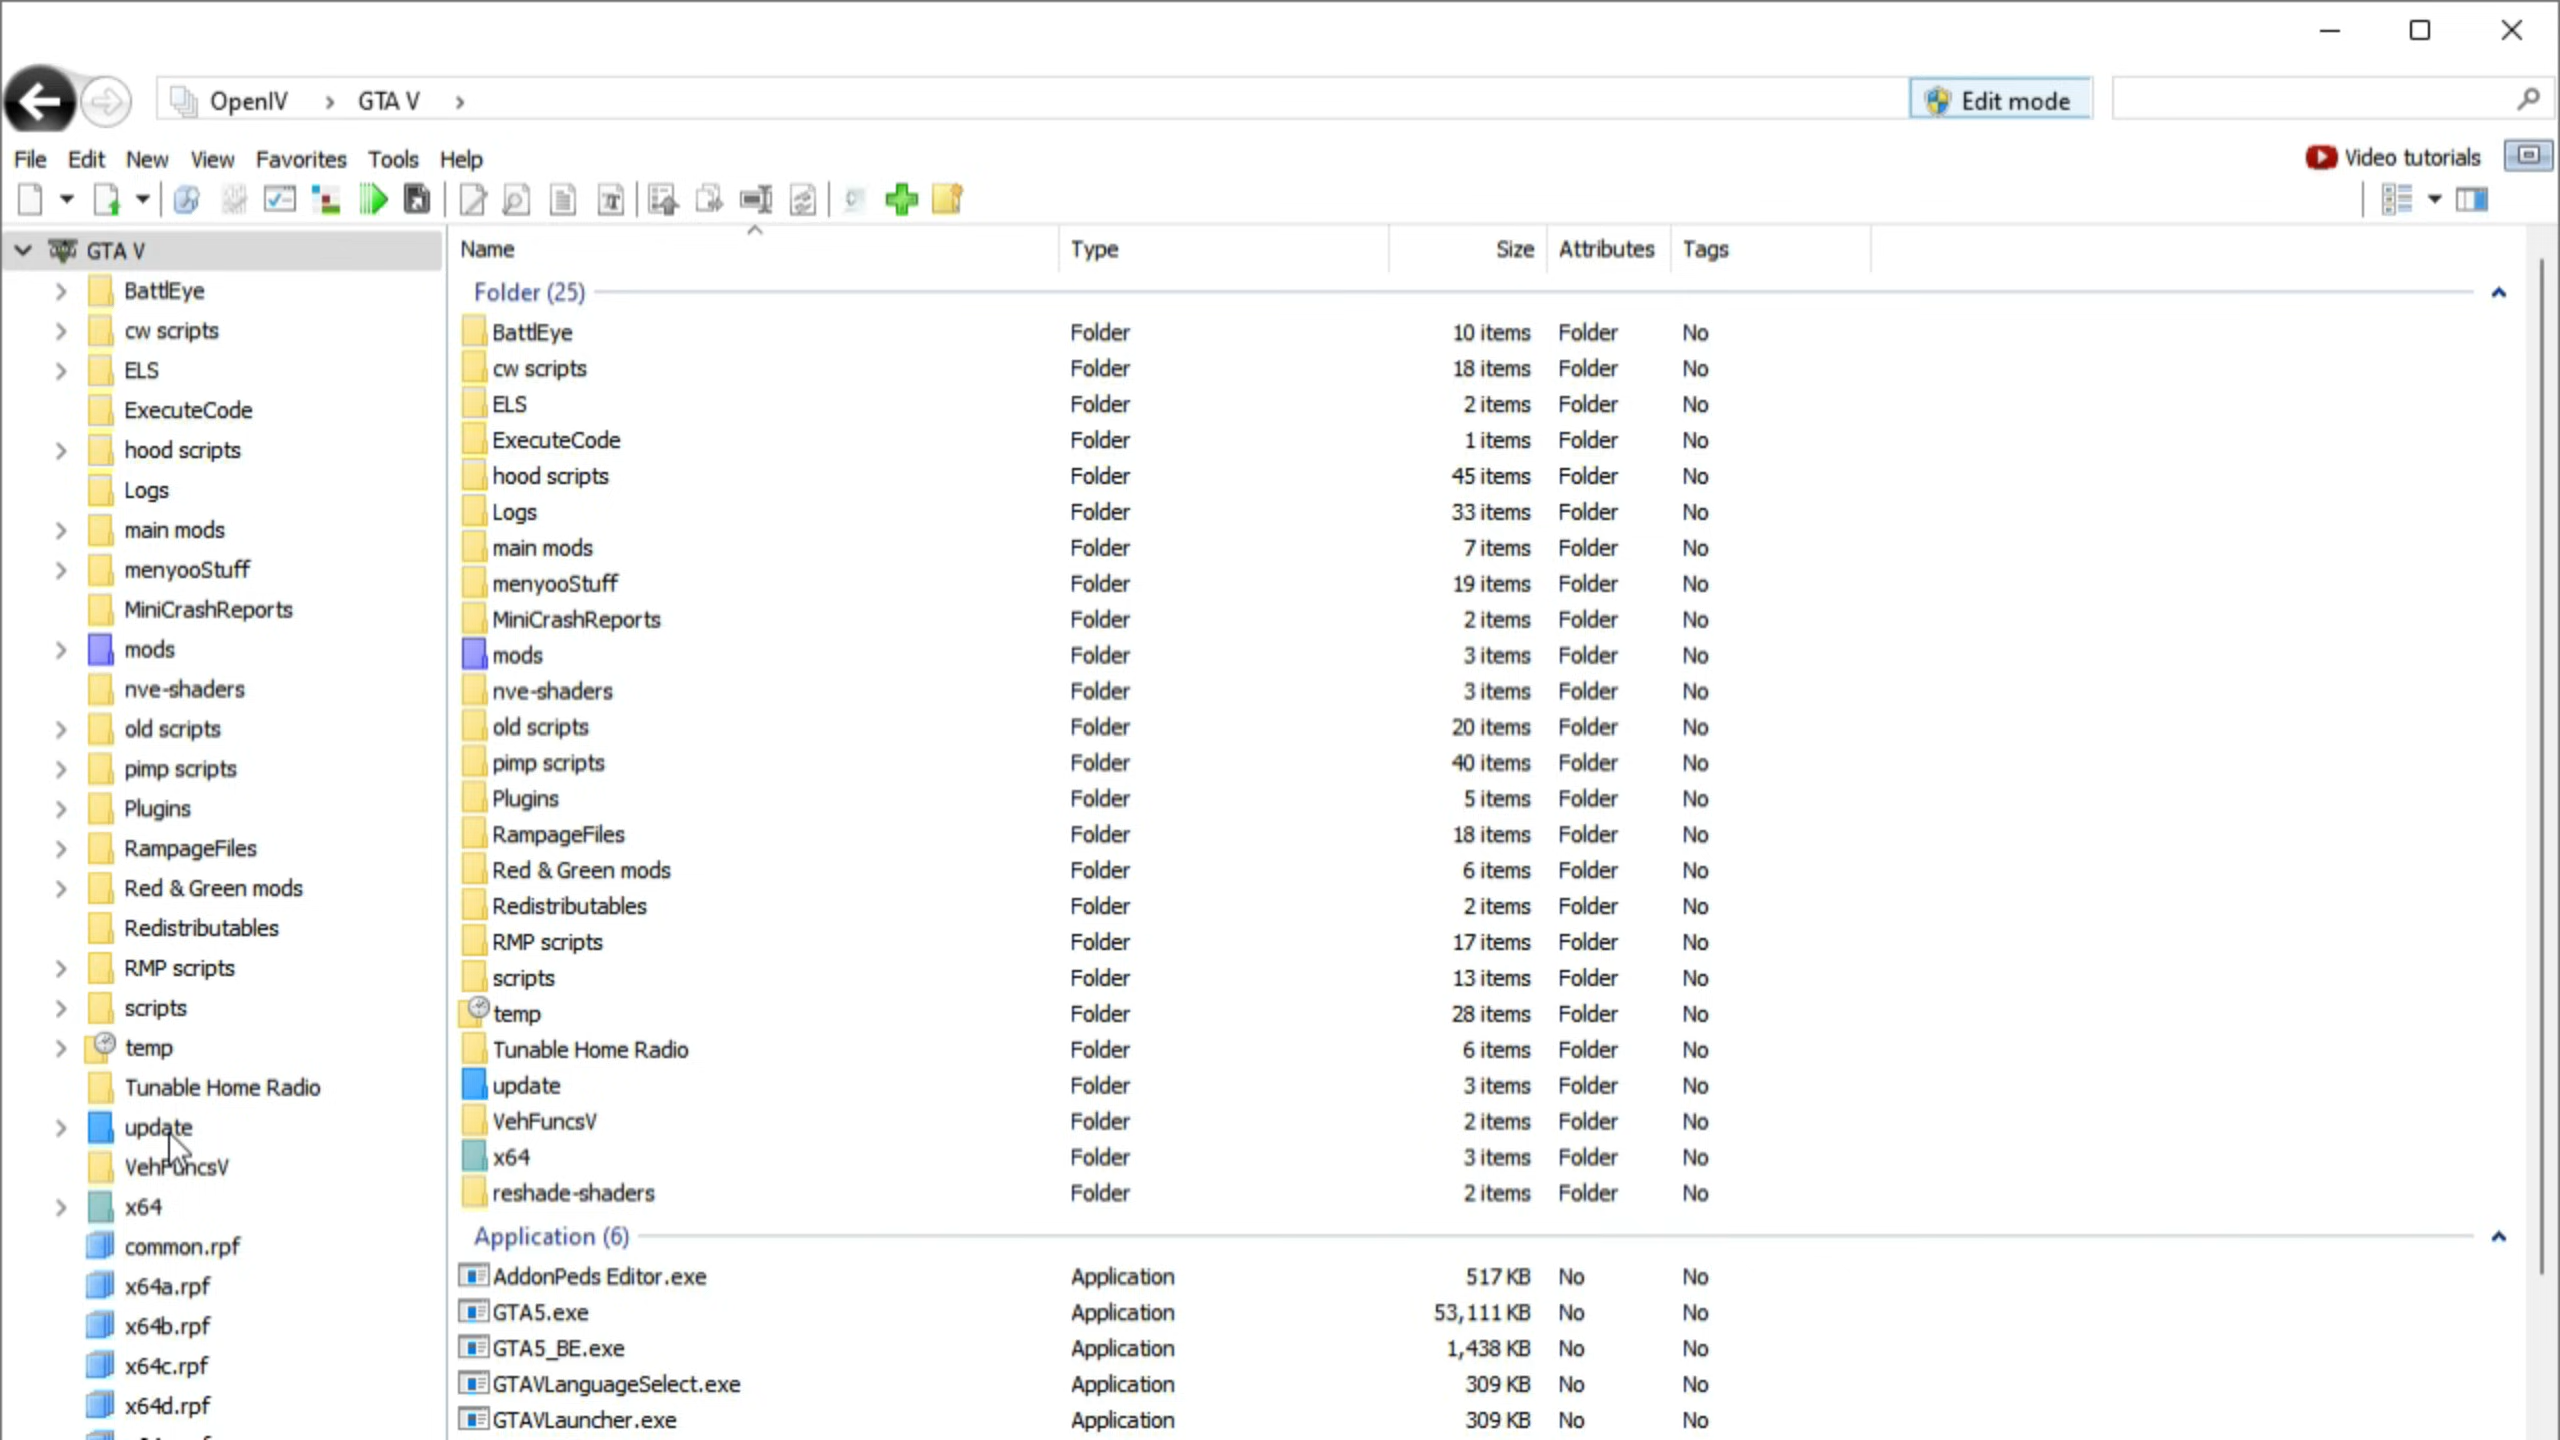 OpenIV > GTA V >
Edit mode
File Edit New View Favorites Tools Help
Video tutorials
GTA V
BattlEye
cw scripts
ELS
ExecuteCode
hood scripts
Logs
main mods
menyooStuff
MiniCrashReports
mods
nve-shaders
old scripts
pimp scripts
Plugins
RampageFiles
Red & Green mods
Redistributables
RMP scripts
scripts
temp
Tunable Home Radio
update
VehFuncsV
x64
common.rpf
x64a.rpf
x64b.rpf
x64c.rpf
x64d.rpf
Name Type Size Attributes Tags
Folder (25)
BattlEye Folder 10 items Folder No
cw scripts Folder 18 items Folder No
ELS Folder 2 items Folder No
ExecuteCode Folder 1 items Folder No
hood scripts Folder 45 items Folder No
Logs Folder 33 items Folder No
main mods Folder 7 items Folder No
menyooStuff Folder 19 items Folder No
MiniCrashReports Folder 2 items Folder No
mods Folder 3 items Folder No
nve-shaders Folder 3 items Folder No
old scripts Folder 20 items Folder No
pimp scripts Folder 40 items Folder No
Plugins Folder 5 items Folder No
RampageFiles Folder 18 items Folder No
Red & Green mods Folder 6 items Folder No
Redistributables Folder 2 items Folder No
RMP scripts Folder 17 items Folder No
scripts Folder 13 items Folder No
temp Folder 28 items Folder No
Tunable Home Radio Folder 6 items Folder No
update Folder 3 items Folder No
VehFuncsV Folder 2 items Folder No
x64 Folder 3 items Folder No
reshade-shaders Folder 2 items Folder No
Application (6)
AddonPeds Editor.exe Application 517 KB No No
GTA5.exe Application 53,111 KB No No
GTA5_BE.exe Application 1,438 KB No No
GTAVLanguageSelect.exe Application 309 KB No No
GTAVLauncher.exe Application 309 KB No No